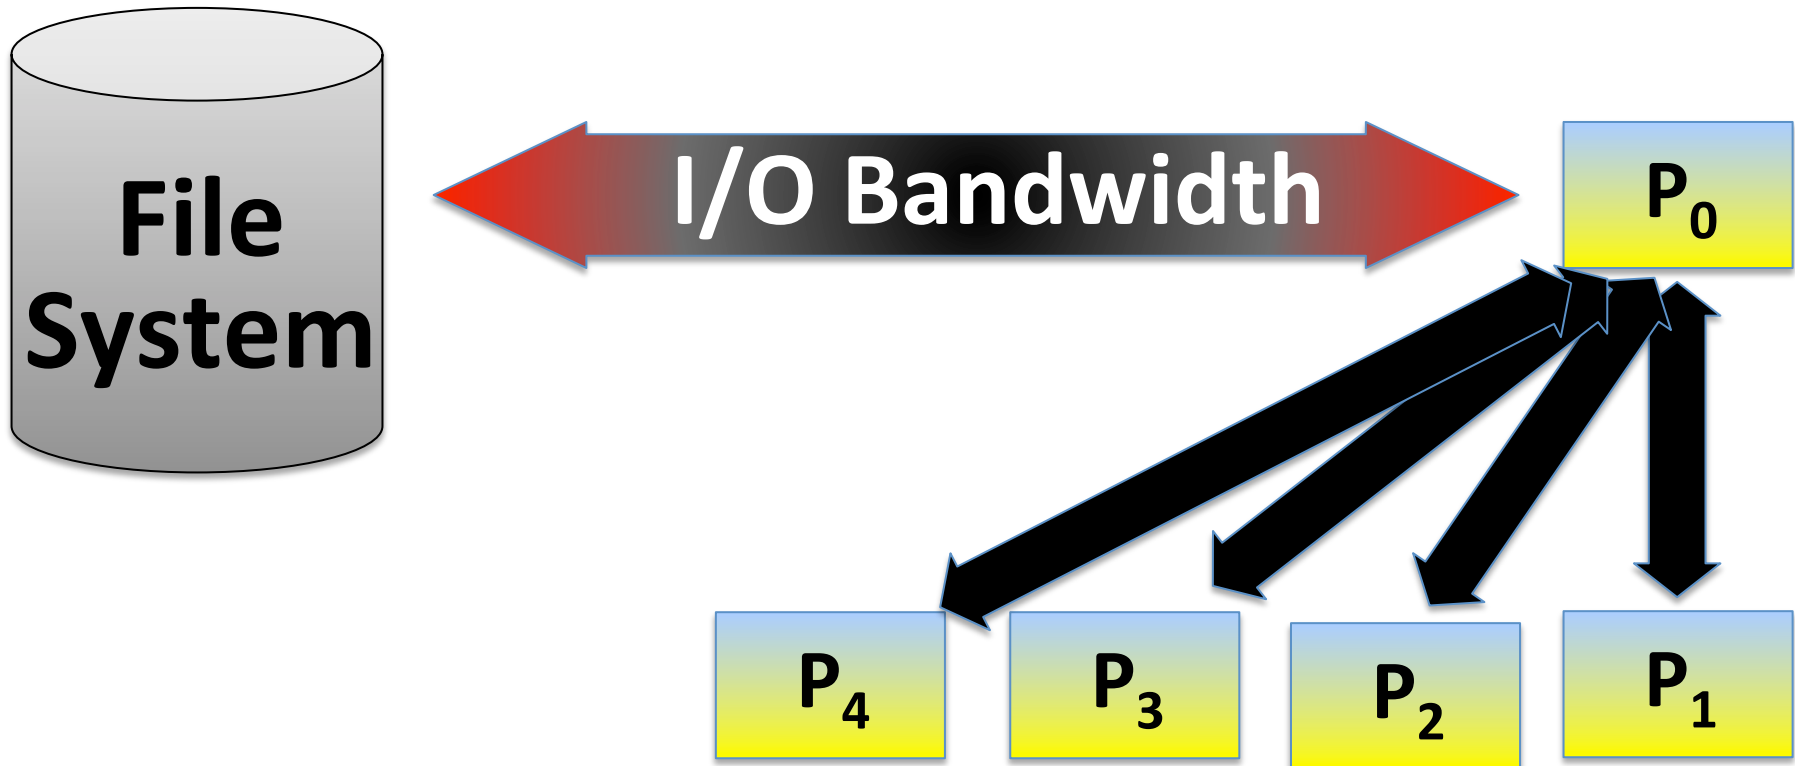 File
System
I/O Bandwidth
P₀
P₄
P₃
P₂
P₁